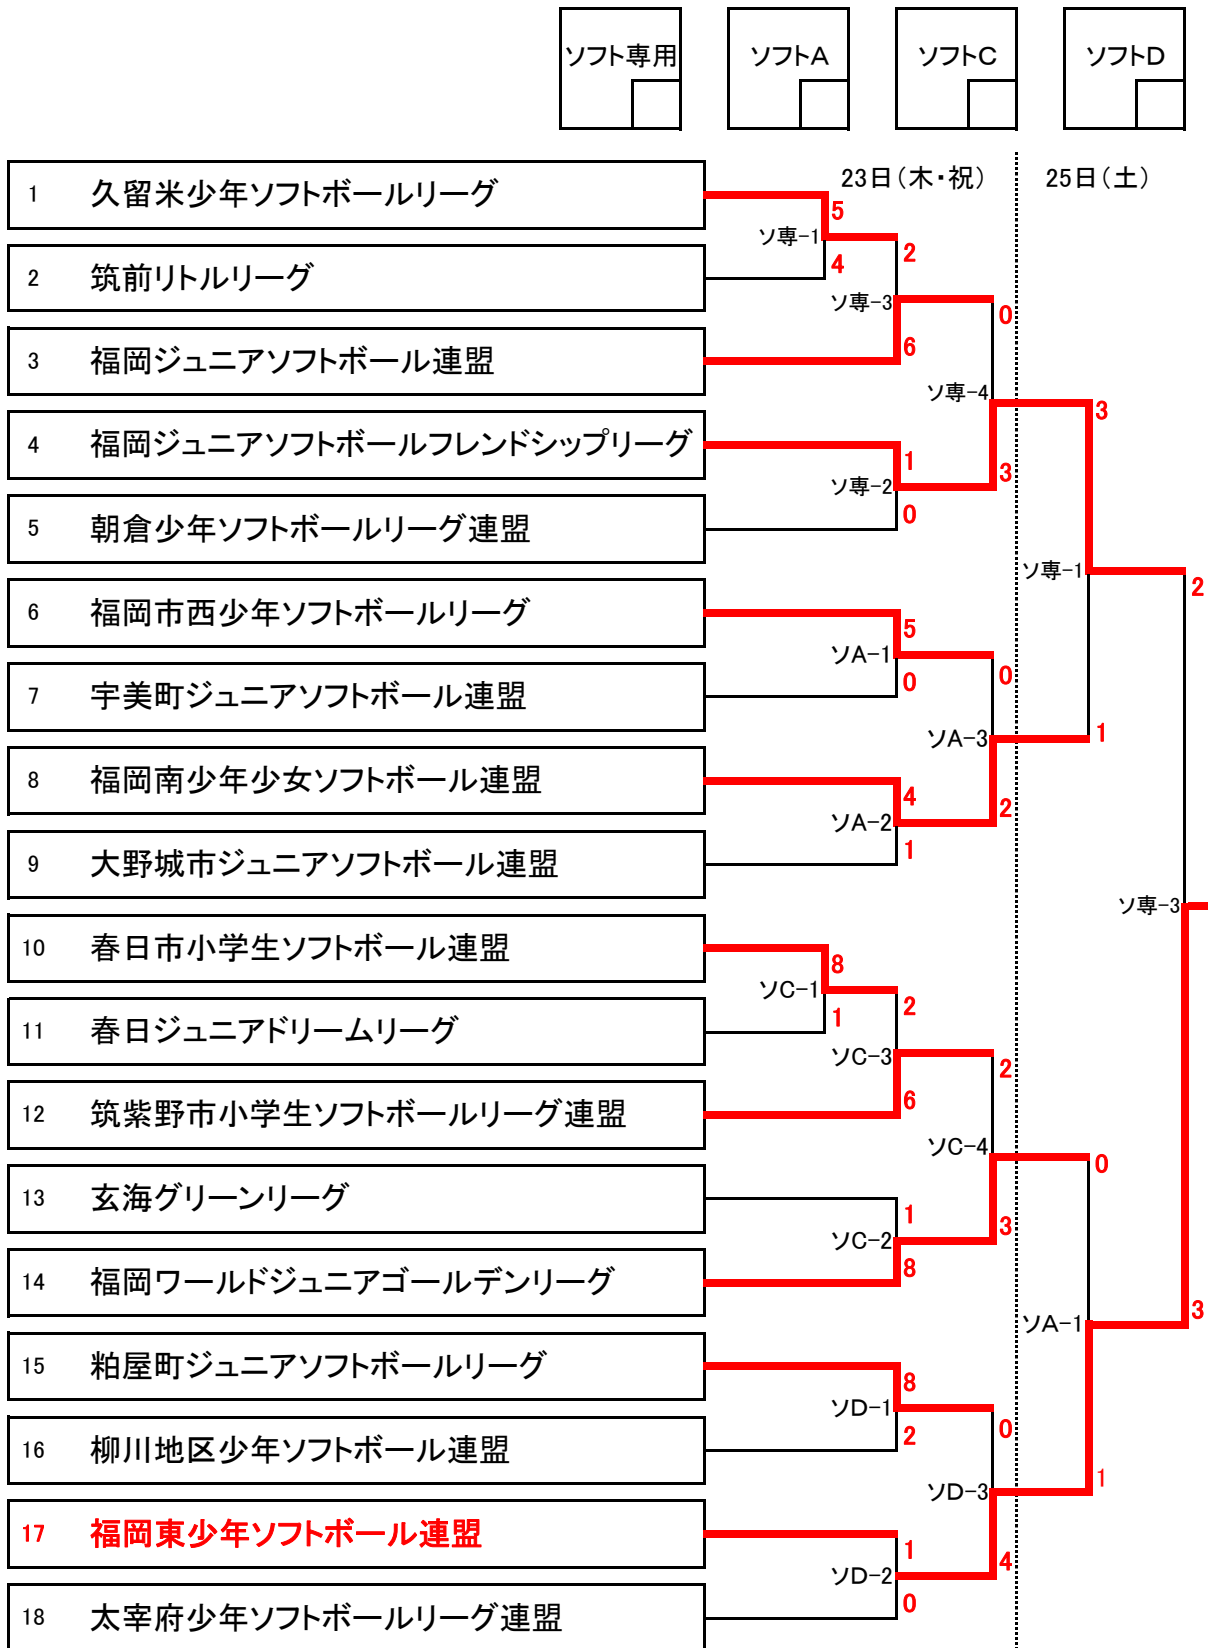 ソフト専用 ソフトA ソフトC ソフトD
23日（木・祝） 25日（土）
1 久留米少年ソフトボールリーグ
5
ソ専-1
4
2
2 筑前リトルリーグ
ソ専-3
0
6
3 福岡ジュニアソフトボール連盟
ソ専-4
3
4 福岡ジュニアソフトボールフレンドシップリーグ
1
ソ専-2
3
0
5 朝倉少年ソフトボールリーグ連盟
ソ専-1
2
6 福岡市西少年ソフトボールリーグ
5
ソA-1
0
0
7 宇美町ジュニアソフトボール連盟
ソA-3
1
8 福岡南少年少女ソフトボール連盟
4
ソA-2
2
1
9 大野城市ジュニアソフトボール連盟
ソ専-3
10 春日市小学生ソフトボール連盟
8
ソC-1
1
2
11 春日ジュニアドリームリーグ
ソC-3
2
6
12 筑紫野市小学生ソフトボールリーグ連盟
ソC-4
0
13 玄海グリーンリーグ
1
ソC-2
3
8
14 福岡ワールドジュニアゴールデンリーグ
ソA-1
3
15 粕屋町ジュニアソフトボールリーグ
8
ソD-1
0
2
16 柳川地区少年ソフトボール連盟
ソD-3
1
17 福岡東少年ソフトボール連盟
1
ソD-2
4
0
18 太宰府少年ソフトボールリーグ連盟